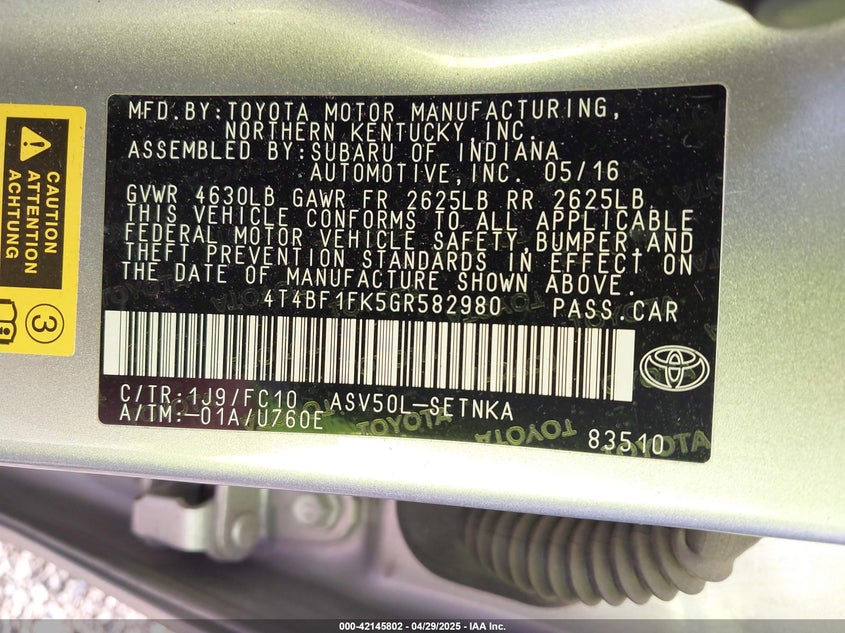 MFD.BY:TOYOTA MOTOR MANUFACTURING,
NORTHERN KENTUCKY,INC.
ASSEMBLED BY:SUBARU OF INDIANA
AUTOMOTIVE,INC. 05/16
GVWR 4630LB GAWR FR 2625LB RR 2625LB
THIS VEHICLE CONFORMS TO ALL APPLICABLE
FEDERAL MOTOR VEHICLE SAFETY,BUMPER,AND
THEFT PREVENTION STANDARDS IN EFFECT ON
THE DATE OF MANUFACTURE SHOWN ABOVE.
4T4BF1FK5GR582980 PASS.CAR
C/TR:1J9/FC10 ASV50L-SETNKA
A/TM:-01A/U760E
83510
TOYOTA
TOYOTA
CAUTION
ATTENTION
ACHTUNG
3
000-42145802 - 04/29/2025 - IAA Inc.